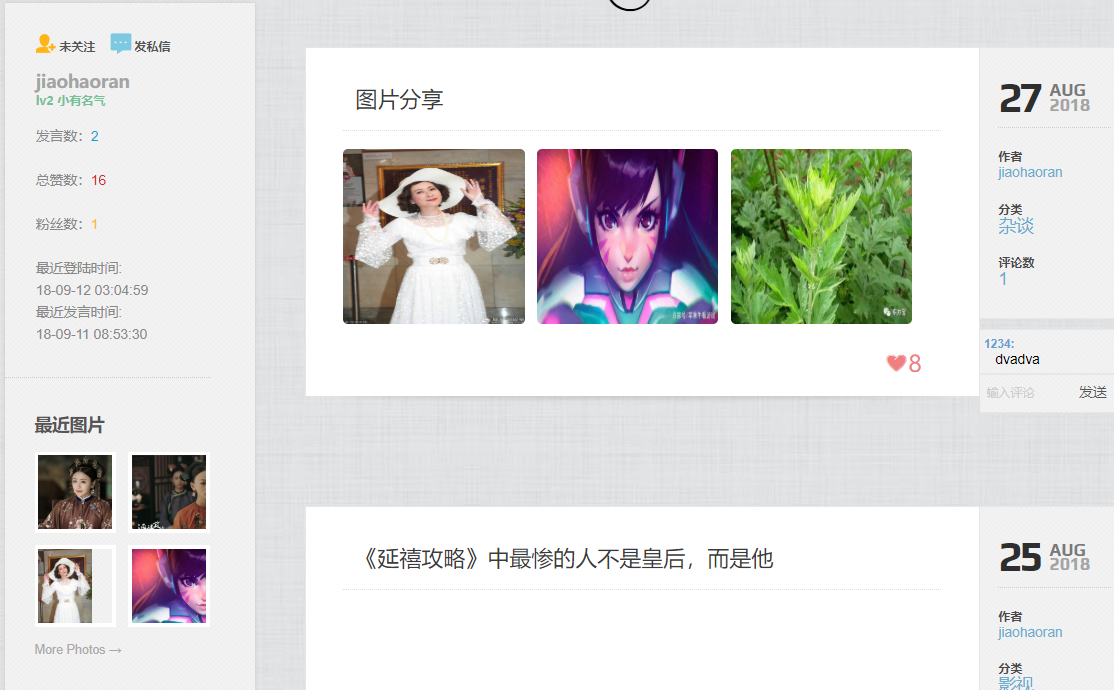 未关注 发私信
jiaohaoran
lv2 小有名气
发言数: 2
总赞数: 16
粉丝数: 1
最近登陆时间:
18-09-12 03:04:59
最近发言时间:
18-09-11 08:53:30
最近图片
More Photos →
图片分享
8
27 AUG
2018
作者
jiaohaoran
分类
杂谈
评论数
1
1234:
dvadva
输入评论 发送
《延禧攻略》中最惨的人不是皇后，而是他
25 AUG
2018
作者
jiaohaoran
分类
影视